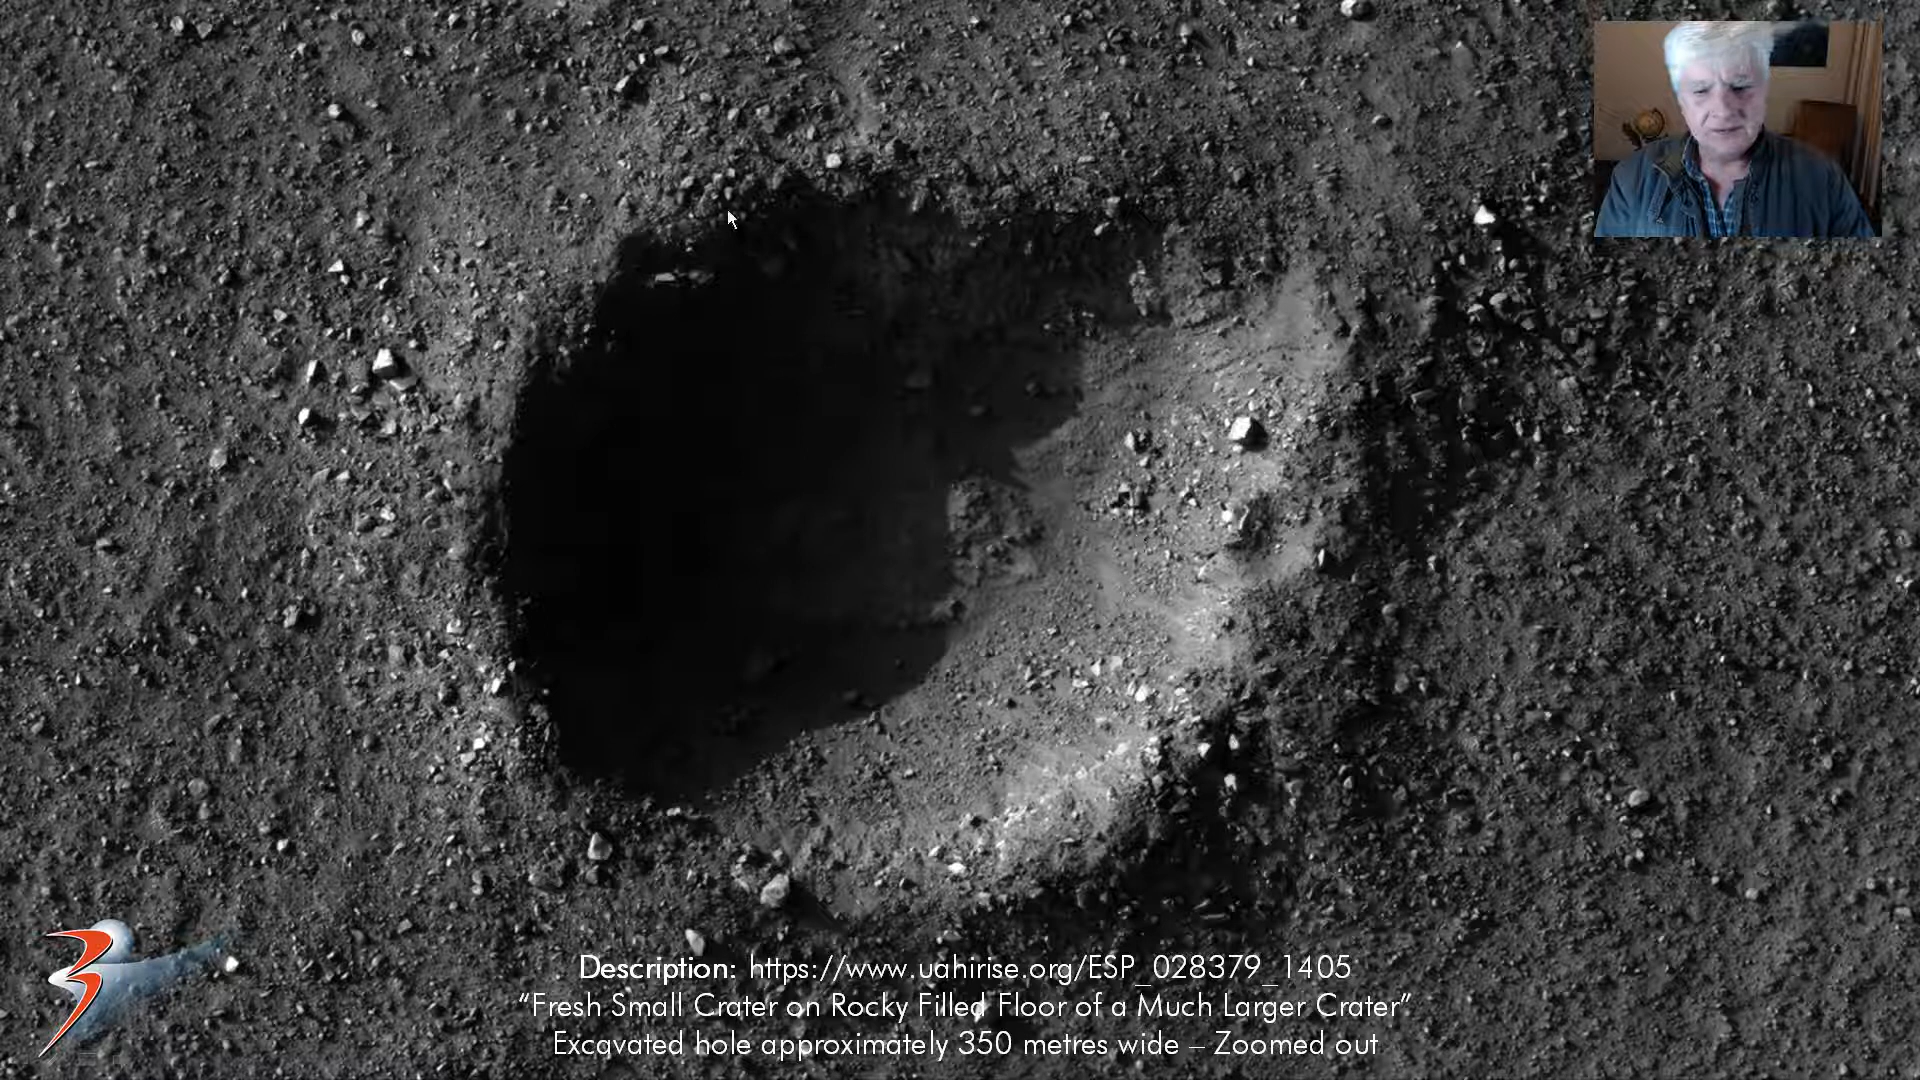 Description: https://www.uahirise.org/ESP_028379_1405
“Fresh Small Crater on Rocky Filled Floor of a Much Larger Crater”
Excavated hole approximately 350 metres wide – Zoomed out